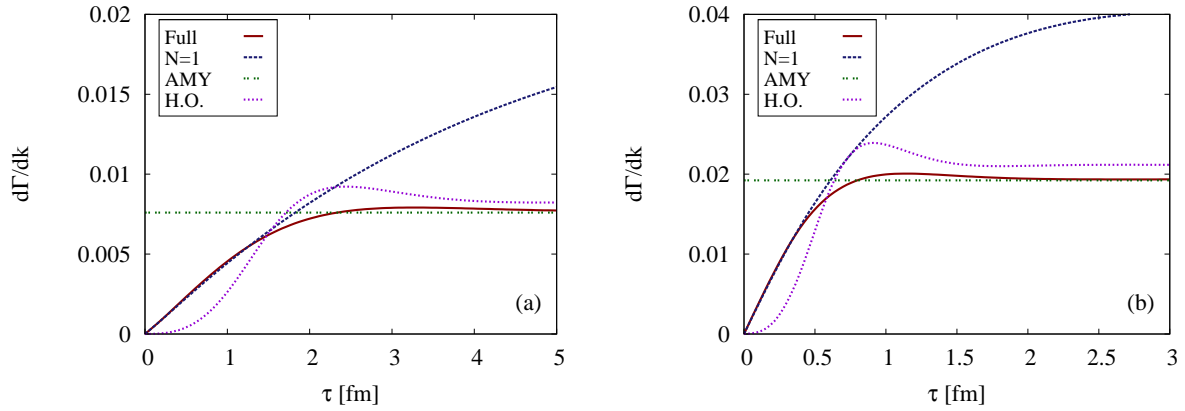 dΓ/dk
0.02
0.015
0.01
0.005
0
Full
N=1
AMY
H.O.
(a)
0 1 2 3 4 5
τ [fm]
dΓ/dk
0.04
0.03
0.02
0.01
0
Full
N=1
AMY
H.O.
(b)
0 0.5 1 1.5 2 2.5 3
τ [fm]